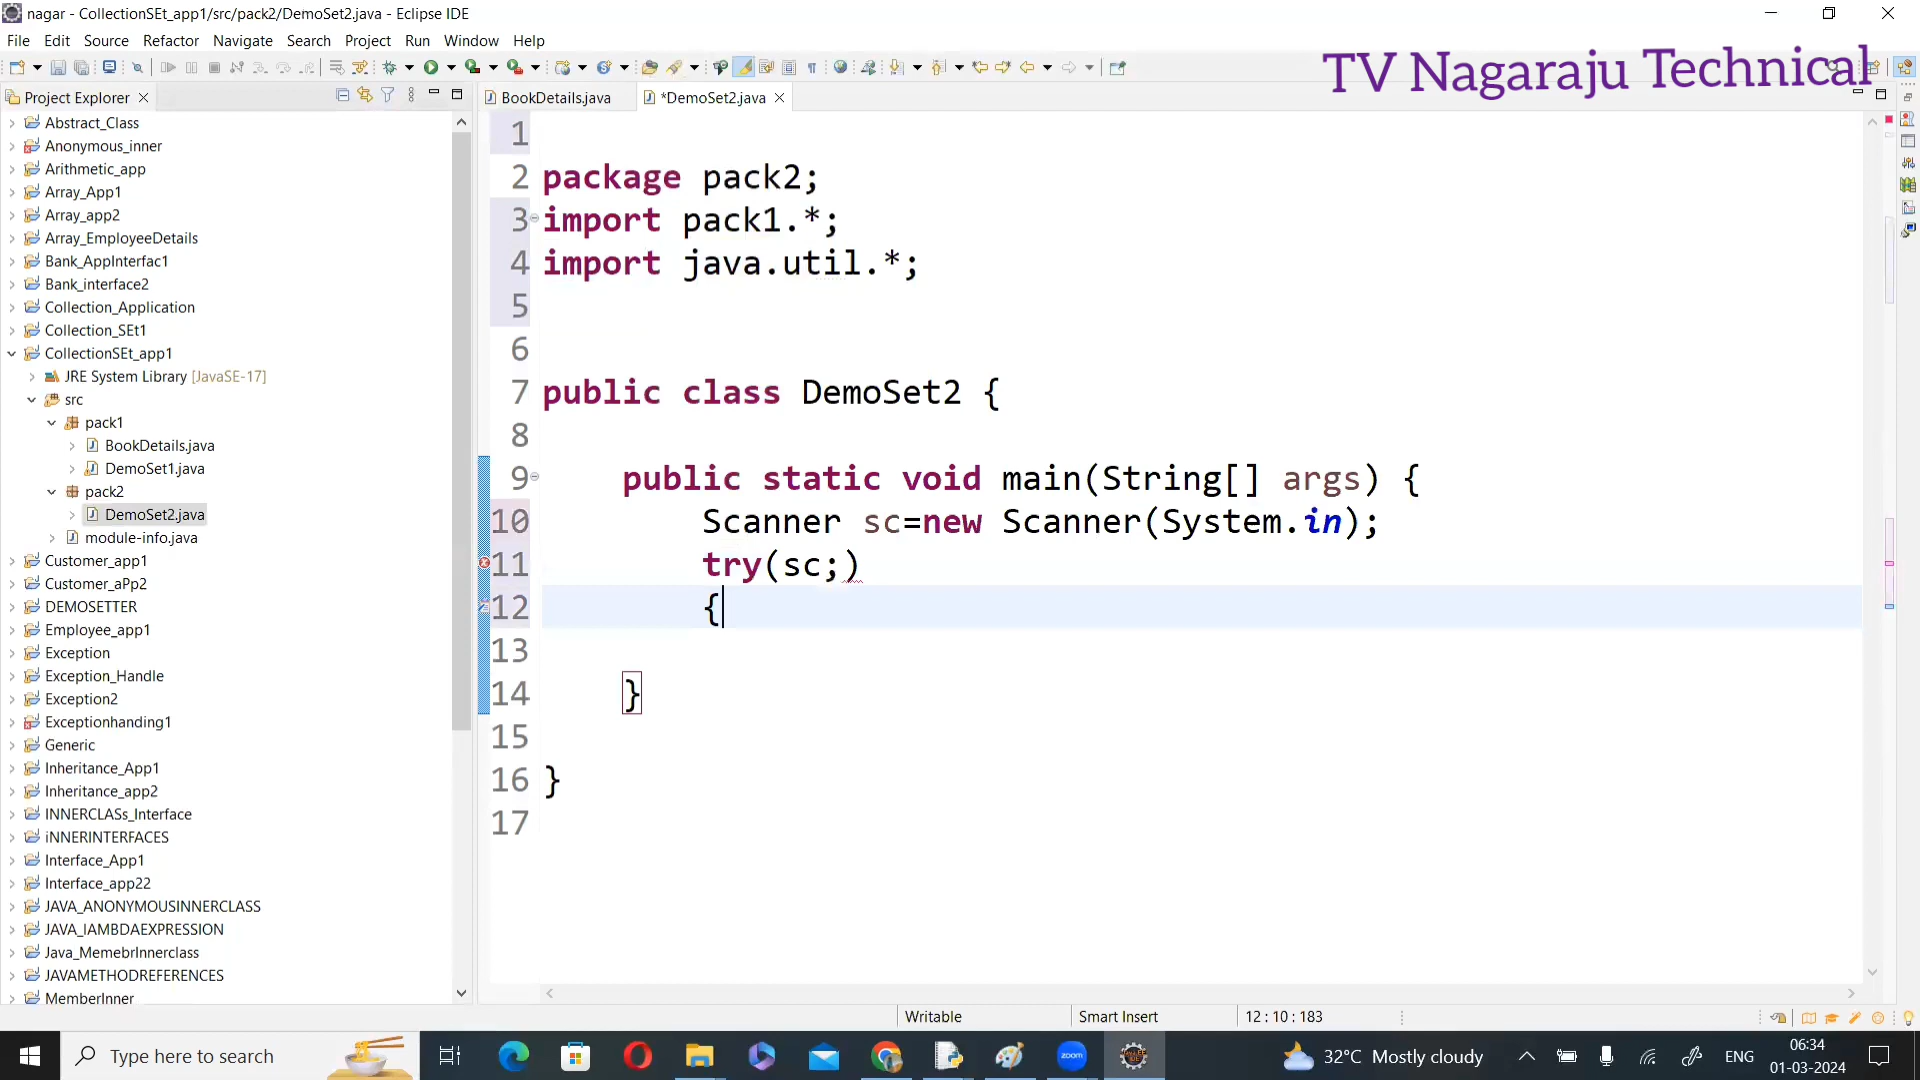 nagar - CollectionSEt_app1/src/pack2/DemoSet2.java - Eclipse IDE
File Edit Source Refactor Navigate Search Project Run Window Help
TV Nagaraju Technical
Project Explorer
BookDetails.java
*DemoSet2.java
Abstract_Class
Anonymous_inner
Arithmetic_app
Array_App1
Array_app2
Array_EmployeeDetails
Bank_AppInterfac1
Bank_interface2
Collection_Application
Collection_SEt1
CollectionSEt_app1
JRE System Library [JavaSE-17]
src
pack1
BookDetails.java
DemoSet1.java
pack2
DemoSet2.java
module-info.java
Customer_app1
Customer_aPp2
DEMOSETTER
Employee_app1
Exception
Exception_Handle
Exception2
Exceptionhanding1
Generic
Inheritance_App1
Inheritance_app2
INNERCLASs_Interface
iNNERINTERFACES
Interface_App1
Interface_app22
JAVA_ANONYMOUSINNERCLASS
JAVA_lAMBDAEXPRESSION
Java_MemebrInnerclass
JAVAMETHODREFERENCES
MemberInner
1
2 package pack2;
3 import pack1.*;
4 import java.util.*;
5
6
7 public class DemoSet2 {
8
9 public static void main(String[] args) {
10 Scanner sc=new Scanner(System.in);
11 try(sc;)
12 {
13
14 }
15
16 }
17
Writable Smart Insert 12 : 10 : 183
Type here to search
zoom
32°C Mostly cloudy
ENG
06:34
01-03-2024